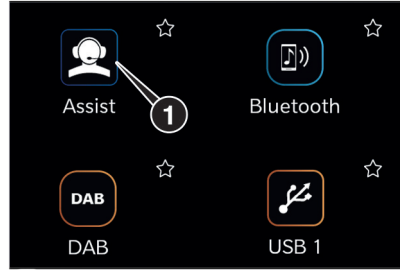 Assist
1
Bluetooth
DAB
DAB
USB 1